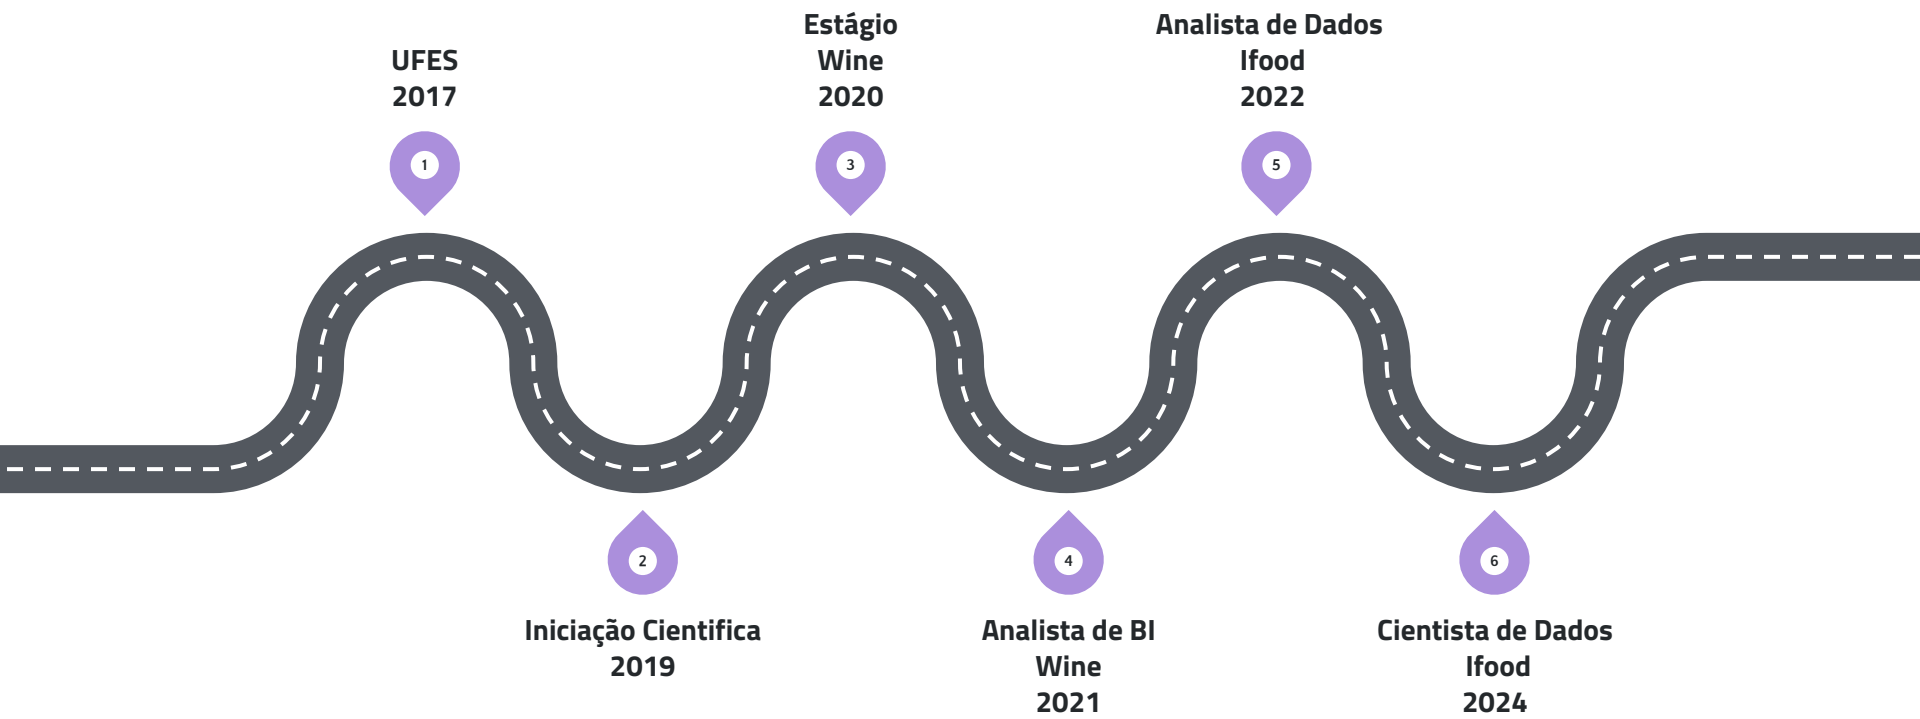 UFES
2017
1
2
Iniciação Cientifica
2019
Estágio
Wine
2020
3
4
Analista de BI
Wine
2021
Analista de Dados
Ifood
2022
5
6
Cientista de Dados
Ifood
2024